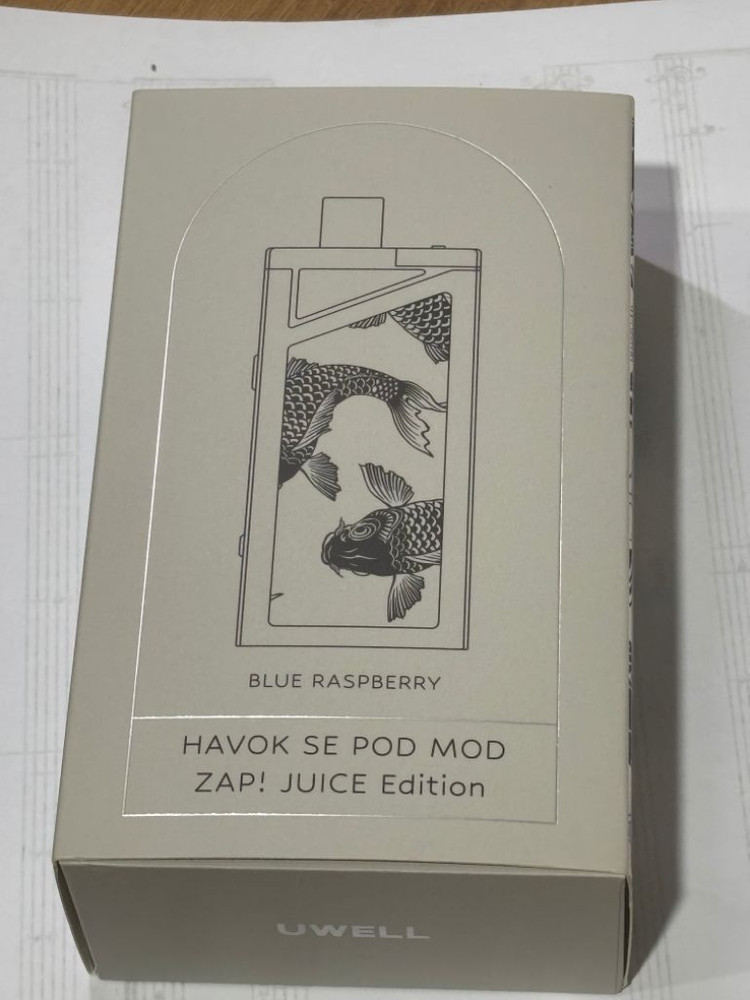 BLUE RASPBERRY
HAVOK SE POD MOD
ZAP! JUICE Edition
UWELL